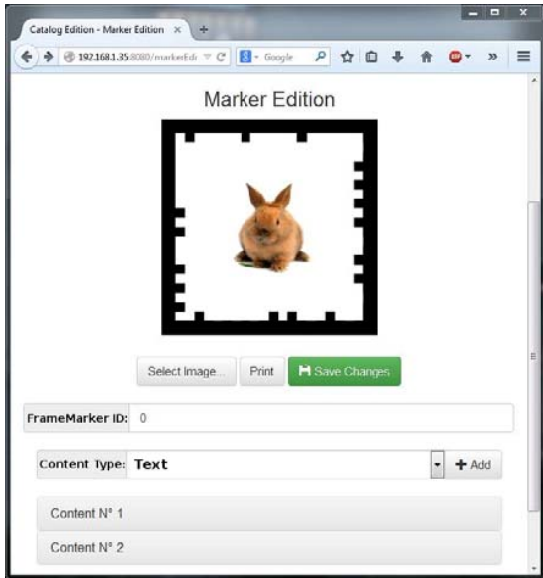 Catalog Edition - Marker Edition
192.168.1.35:8080/markerEdi
Google
Marker Edition
Select Image...
Print
Save Changes
FrameMarker ID: 0
Content Type: Text
Add
Content N° 1
Content N° 2